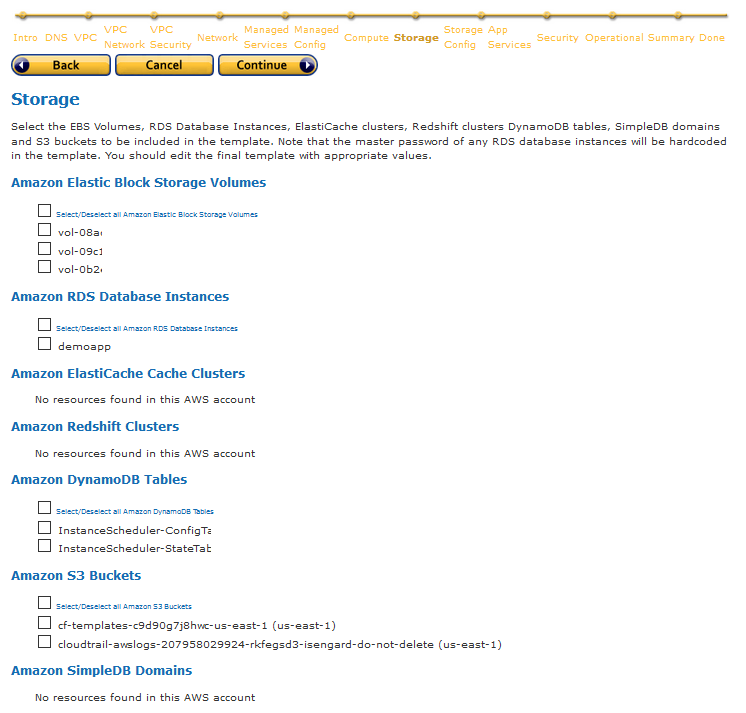 Intro DNS VPC VPC Network VPC Security Network Managed Services Managed Config Compute Storage Storage Config App Services Security Operational Summary Done
Back Cancel Continue
Storage
Select the EBS Volumes, RDS Database Instances, ElastiCache clusters, Redshift clusters DynamoDB tables, SimpleDB domains
and S3 buckets to be included in the template. Note that the master password of any RDS database instances will be hardcoded
in the template. You should edit the final template with appropriate values.
Amazon Elastic Block Storage Volumes
Select/Deselect all Amazon Elastic Block Storage Volumes
vol-08a
vol-09c1
vol-0b2
Amazon RDS Database Instances
Select/Deselect all Amazon RDS Database Instances
demoapp
Amazon ElastiCache Cache Clusters
No resources found in this AWS account
Amazon Redshift Clusters
No resources found in this AWS account
Amazon DynamoDB Tables
Select/Deselect all Amazon DynamoDB Tables
InstanceScheduler-ConfigTa
InstanceScheduler-StateTab
Amazon S3 Buckets
Select/Deselect all Amazon S3 Buckets
cf-templates-c9d90g7j8hwc-us-east-1 (us-east-1)
cloudtrail-awslogs-207958029924-rkfegsd3-isengard-do-not-delete (us-east-1)
Amazon SimpleDB Domains
No resources found in this AWS account